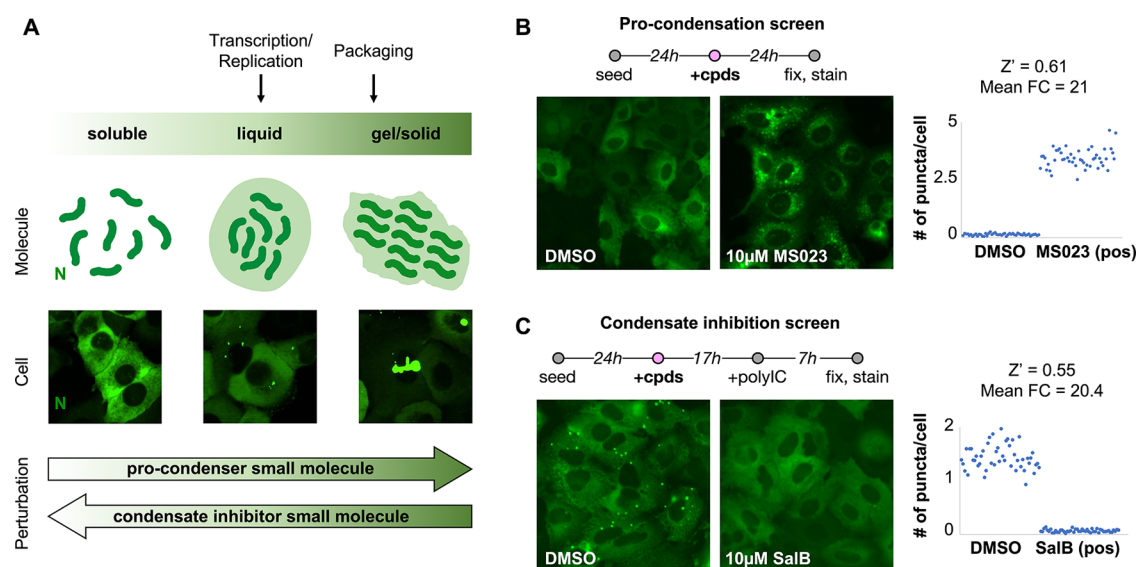 A
Transcription/
Replication
Packaging
soluble
liquid
gel/solid
Molecule
N
Cell
N
Perturbation
pro-condenser small molecule
condensate inhibitor small molecule
B
Pro-condensation screen
24h
24h
seed
+cpds
fix, stain
DMSO
10µM MS023
Z' = 0.61
Mean FC = 21
# of puncta/cell
5
2.5
0
DMSO
MS023 (pos)
C
Condensate inhibition screen
24h
17h
7h
seed
+cpds
+polyIC
fix, stain
DMSO
10µM SalB
Z' = 0.55
Mean FC = 20.4
# of puncta/cell
2
1
0
DMSO
SalB (pos)